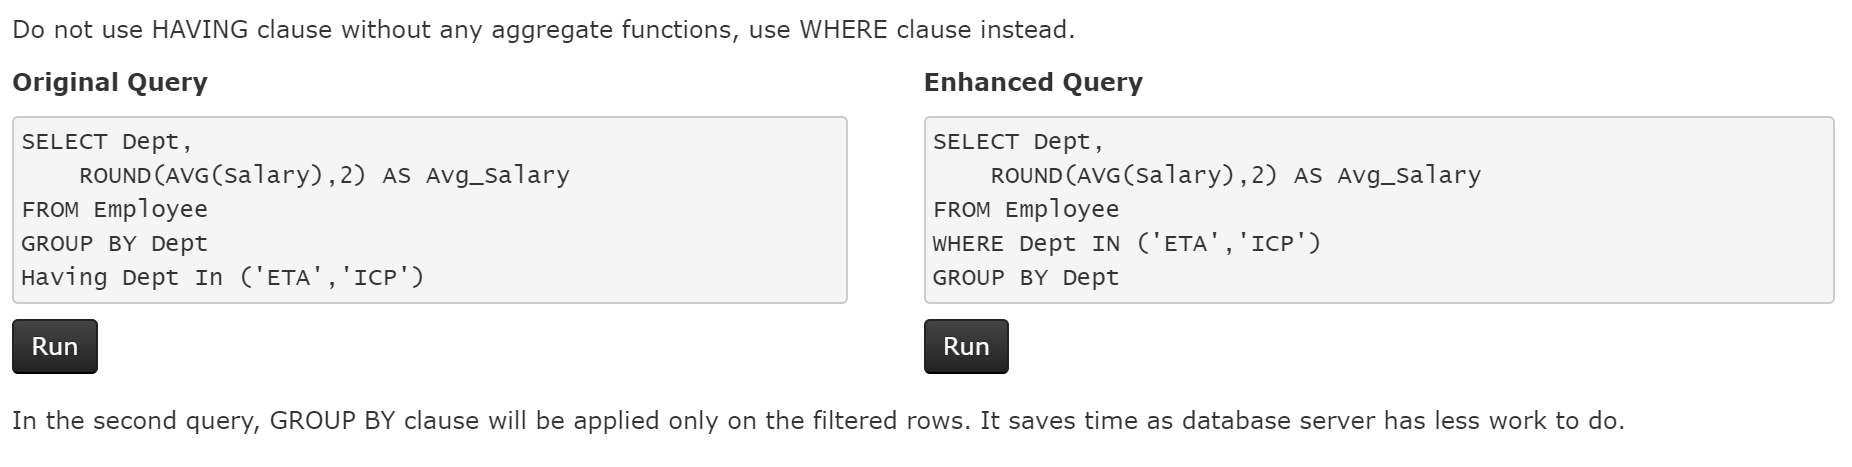 Do not use HAVING clause without any aggregate functions, use WHERE clause instead.
Original Query
SELECT Dept,
    ROUND(AVG(Salary),2) AS Avg_Salary
FROM Employee
GROUP BY Dept
Having Dept In ('ETA','ICP')
Run
Enhanced Query
SELECT Dept,
    ROUND(AVG(Salary),2) AS Avg_Salary
FROM Employee
WHERE Dept IN ('ETA','ICP')
GROUP BY Dept
Run
In the second query, GROUP BY clause will be applied only on the filtered rows. It saves time as database server has less work to do.